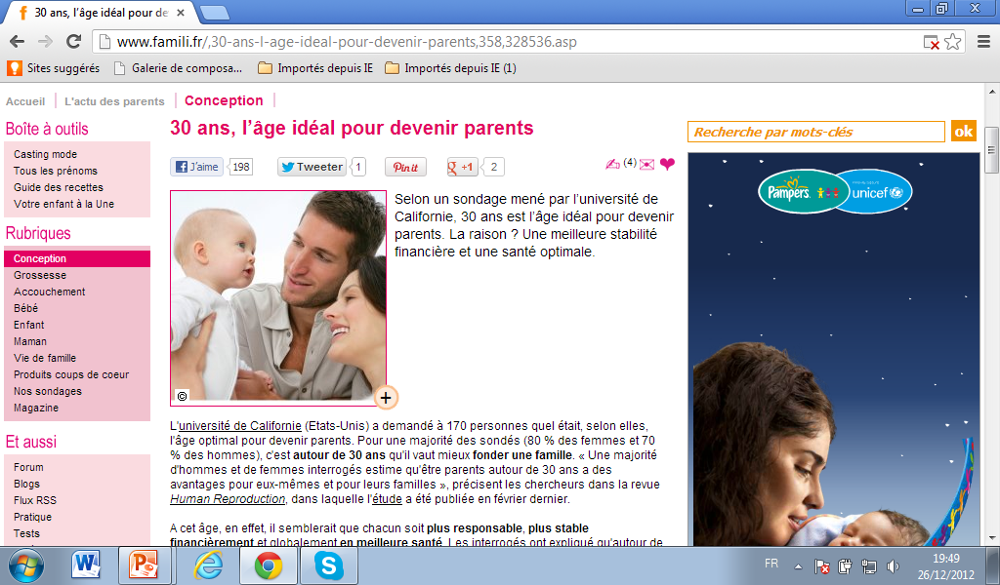 30 ans, l'âge idéal pour de
www.famili.fr/,30-ans-l-age-ideal-pour-devenir-parents,358,328536.asp
Sites suggérés Galerie de composa... Importés depuis IE Importés depuis IE (1)
Accueil L'actu des parents Conception
Boîte à outils
Casting mode
Tous les prénoms
Guide des recettes
Votre enfant à la Une
Rubriques
Conception
Grossesse
Accouchement
Bébé
Enfant
Maman
Vie de famille
Produits coups de coeur
Nos sondages
Magazine
Et aussi
Forum
Blogs
Flux RSS
Pratique
Tests
30 ans, l'âge idéal pour devenir parents
J'aime 198 Tweeter 1 Pin it +1 2 (4)
Selon un sondage mené par l'université de
Californie, 30 ans est l'âge idéal pour devenir
parents. La raison ? Une meilleure stabilité
financière et une santé optimale.
©
L'université de Californie (Etats-Unis) a demandé à 170 personnes quel était, selon elles,
l'âge optimal pour devenir parents. Pour une majorité des sondés (80 % des femmes et 70
% des hommes), c'est autour de 30 ans qu'il vaut mieux fonder une famille. « Une majorité
d'hommes et de femmes interrogés estime qu'être parents autour de 30 ans a des
avantages pour eux-mêmes et pour leurs familles », précisent les chercheurs dans la revue
Human Reproduction, dans laquelle l'étude a été publiée en février dernier.
A cet âge, en effet, il semblerait que chacun soit plus responsable, plus stable
financièrement et globalement en meilleure santé. Les interrogés ont expliqué qu'autour de
Recherche par mots-clés ok
Pampers unicef
FR
19:49
26/12/2012